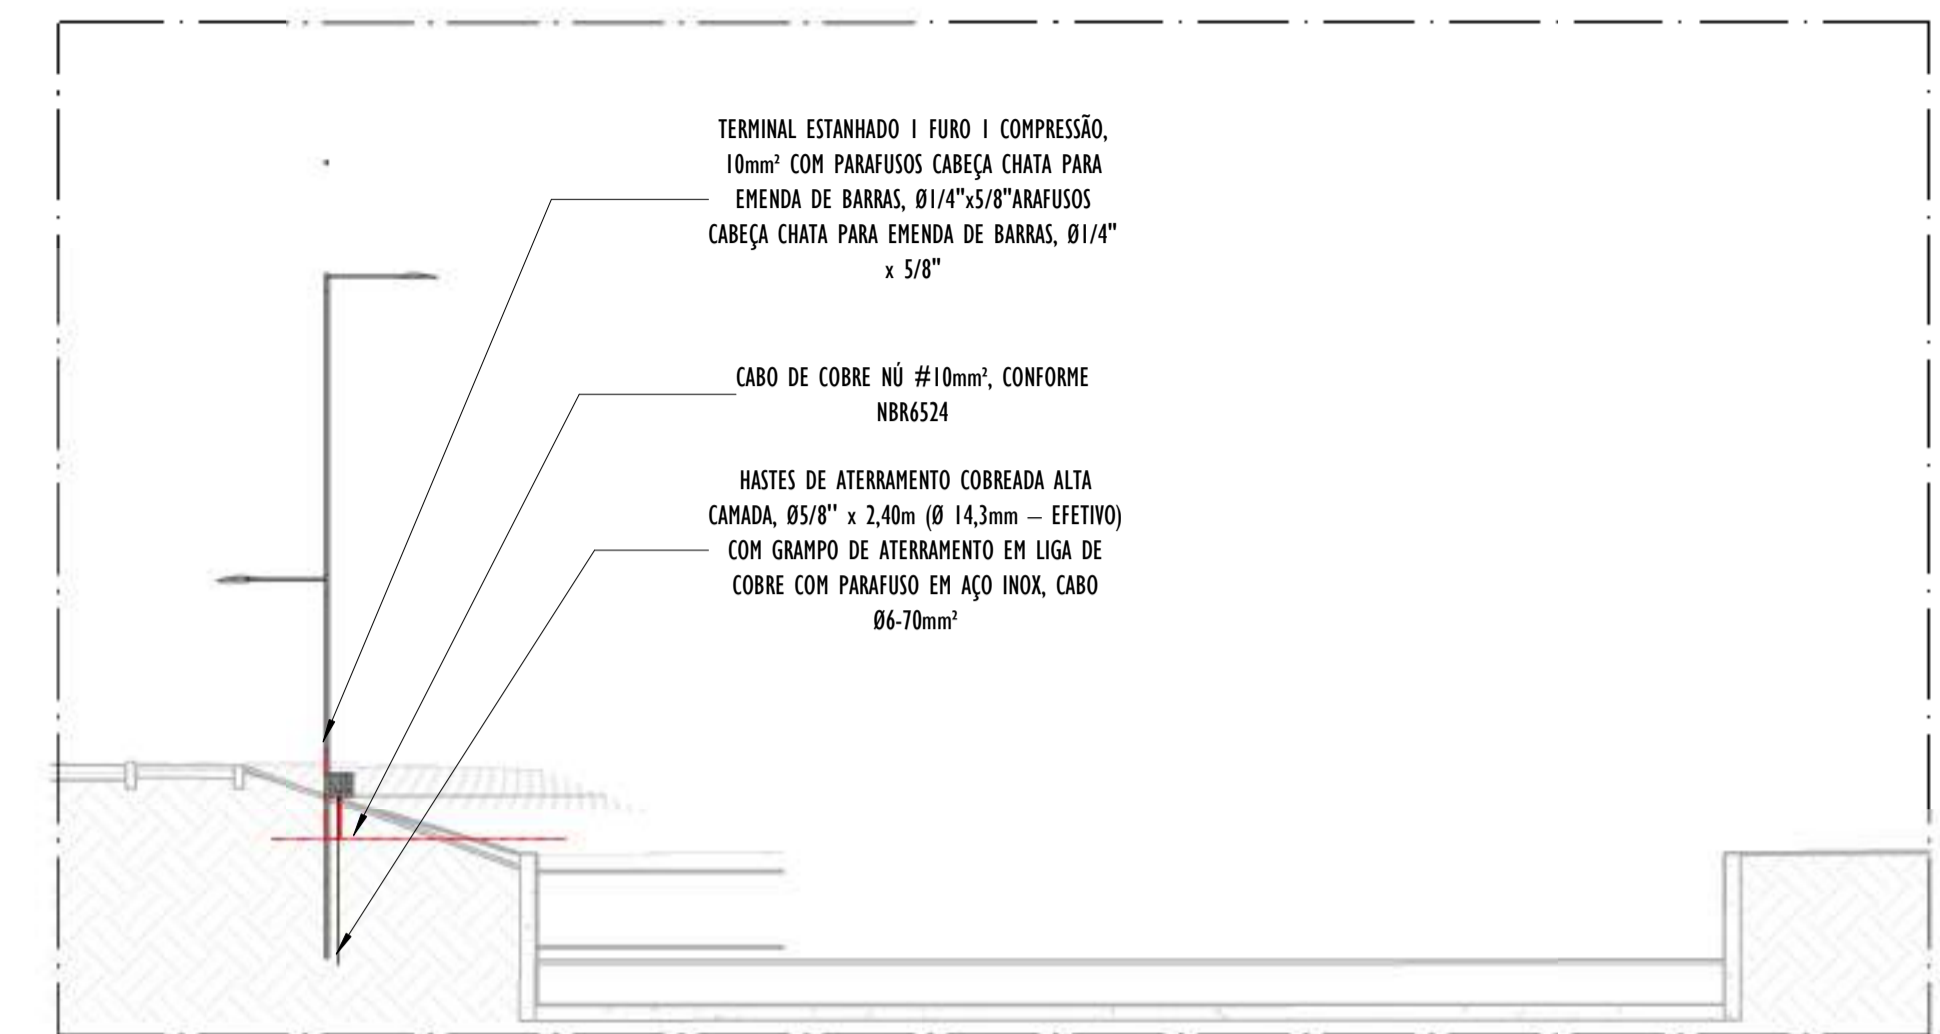 TERMINAL ESTANHADO 1 FURO 1 COMPRESSÃO,
10mm² COM PARAFUSOS CABEÇA CHATA PARA
EMENDA DE BARRAS, Ø1/4"x5/8"ARAFUSOS
CABEÇA CHATA PARA EMENDA DE BARRAS, Ø1/4"
x 5/8"
CABO DE COBRE NÚ #10mm², CONFORME
NBR6524
HASTES DE ATERRAMENTO COBREADA ALTA
CAMADA, Ø5/8'' x 2,40m (Ø 14,3mm – EFETIVO)
COM GRAMPO DE ATERRAMENTO EM LIGA DE
COBRE COM PARAFUSO EM AÇO INOX, CABO
Ø6-70mm²